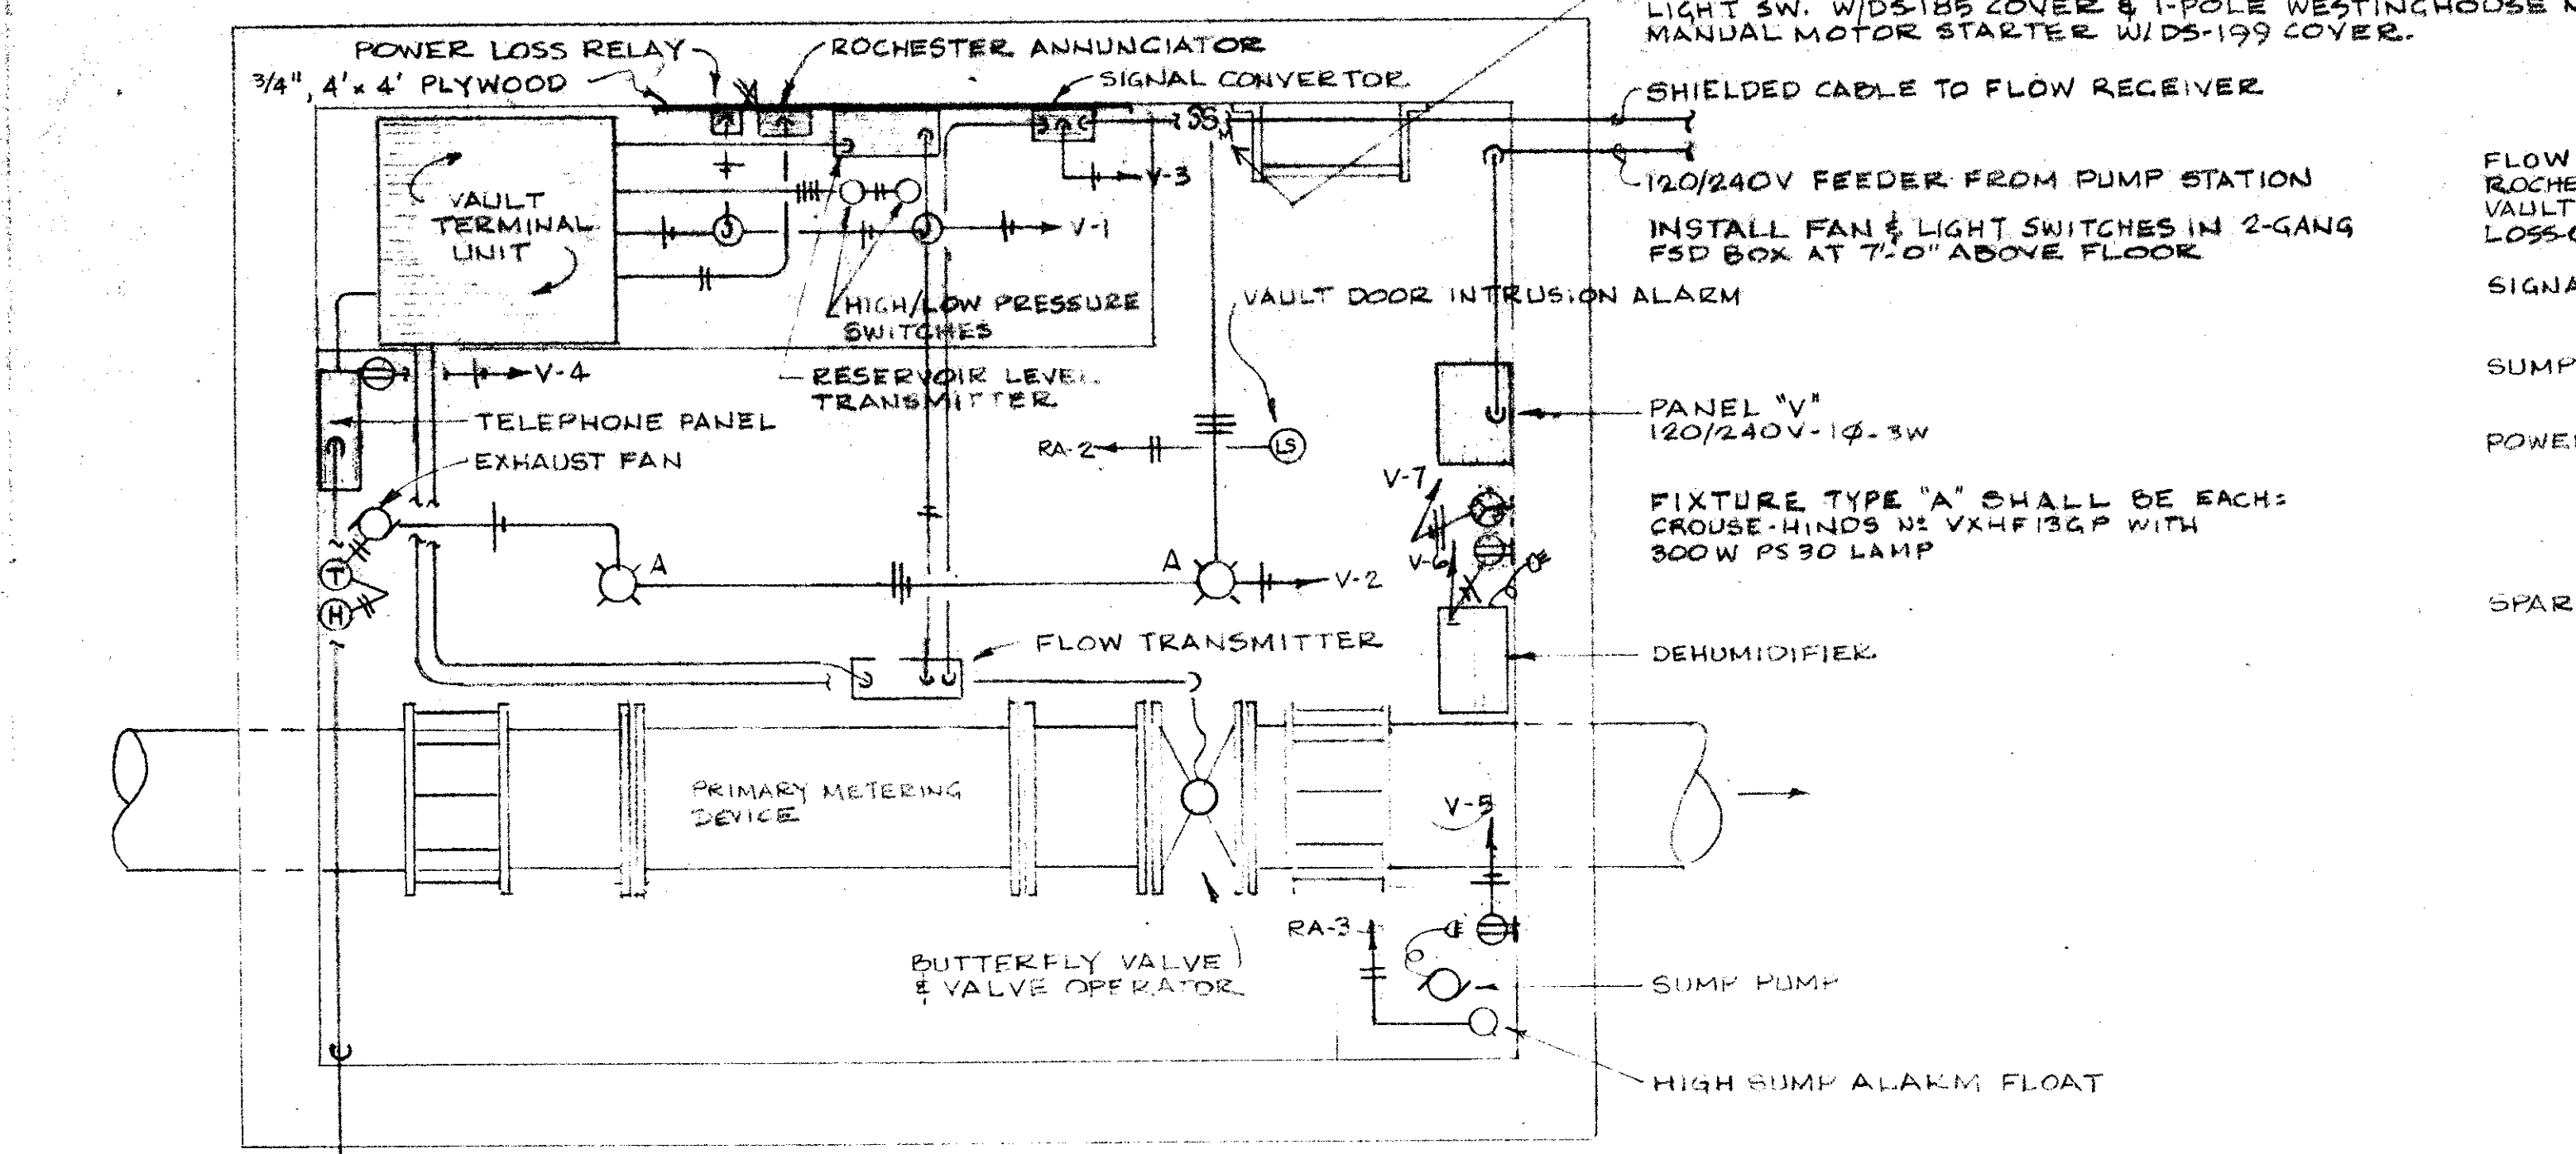 LIGHT SW. W/DS-185 COVER & 1-POLE WESTINGHOUSE
MANUAL MOTOR STARTER W/DS-199 COVER.
POWER LOSS RELAY
ROCHESTER ANNUNCIATOR
3/4", 4' x 4' PLYWOOD
SIGNAL CONVERTOR
SHIELDED CABLE TO FLOW RECEIVER
120/240V FEEDER FROM PUMP STATION
INSTALL FAN & LIGHT SWITCHES IN 2-GANG
FSD BOX AT 7'-0" ABOVE FLOOR
FLOW
ROCHE
VAULT
LOSS
SIGNA
SUMP
POWER
SPAR
VAULT
TERMINAL
UNIT
J
J
V-3
V-1
HIGH/LOW PRESSURE
SWITCHES
VAULT DOOR INTRUSION ALARM
V-4
RESERVOIR LEVEL
TRANSMITTER
TELEPHONE PANEL
EXHAUST FAN
RA-2
LS
PANEL "V"
120/240V-1Ø-3W
V-7
FIXTURE TYPE "A" SHALL BE EACH:
CROUSE-HINDS Nº VXHF13GP WITH
300W PS30 LAMP
V-6
A
A
V-2
T
H
FLOW TRANSMITTER
DEHUMIDIFIER
PRIMARY METERING
DEVICE
V-5
RA-3
BUTTERFLY VALVE
& VALVE OPERATOR
SUMP PUMP
HIGH SUMP ALARM FLOAT